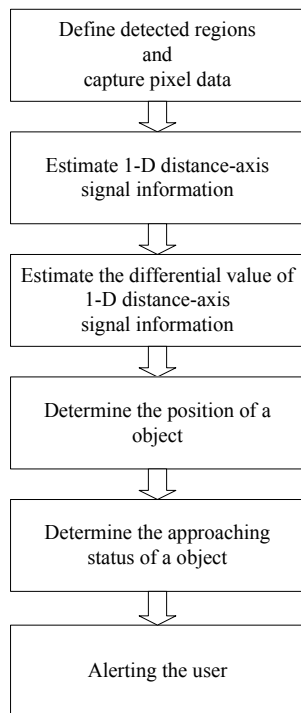 Define detected regions
and
capture pixel data
Estimate 1-D distance-axis
signal information
Estimate the differential value of
1-D distance-axis
signal information
Determine the position of a
object
Determine the approaching
status of a object
Alerting the user